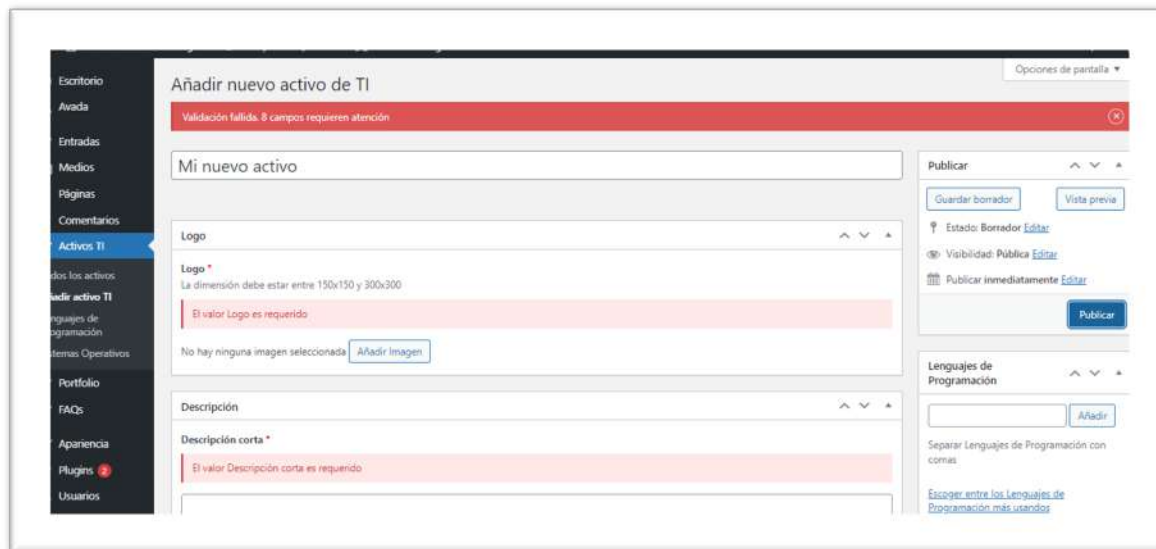 Escritorio
Avada
Entradas
Medios
Páginas
Comentarios
Activos TI
dos los activos
adir activo TI
nguajes de
ogramación
temas Operativos
Portfolio
FAQs
Apariencia
Plugins 2
Usuarios
Opciones de pantalla
Añadir nuevo activo de TI
Validación fallida. 8 campos requieren atención
Mi nuevo activo
Logo
Logo *
La dimensión debe estar entre 150x150 y 300x300
El valor Logo es requerido
No hay ninguna imagen seleccionada Añadir Imagen
Descripción
Descripción corta *
El valor Descripción corta es requerido
Publicar
Guardar borrador Vista previa
Estado: Borrador Editar
Visibilidad: Pública Editar
Publicar inmediatamente Editar
Publicar
Lenguajes de
Programación
Añadir
Separar Lenguajes de Programación con
comas
Escoger entre los Lenguajes de
Programación más usandos